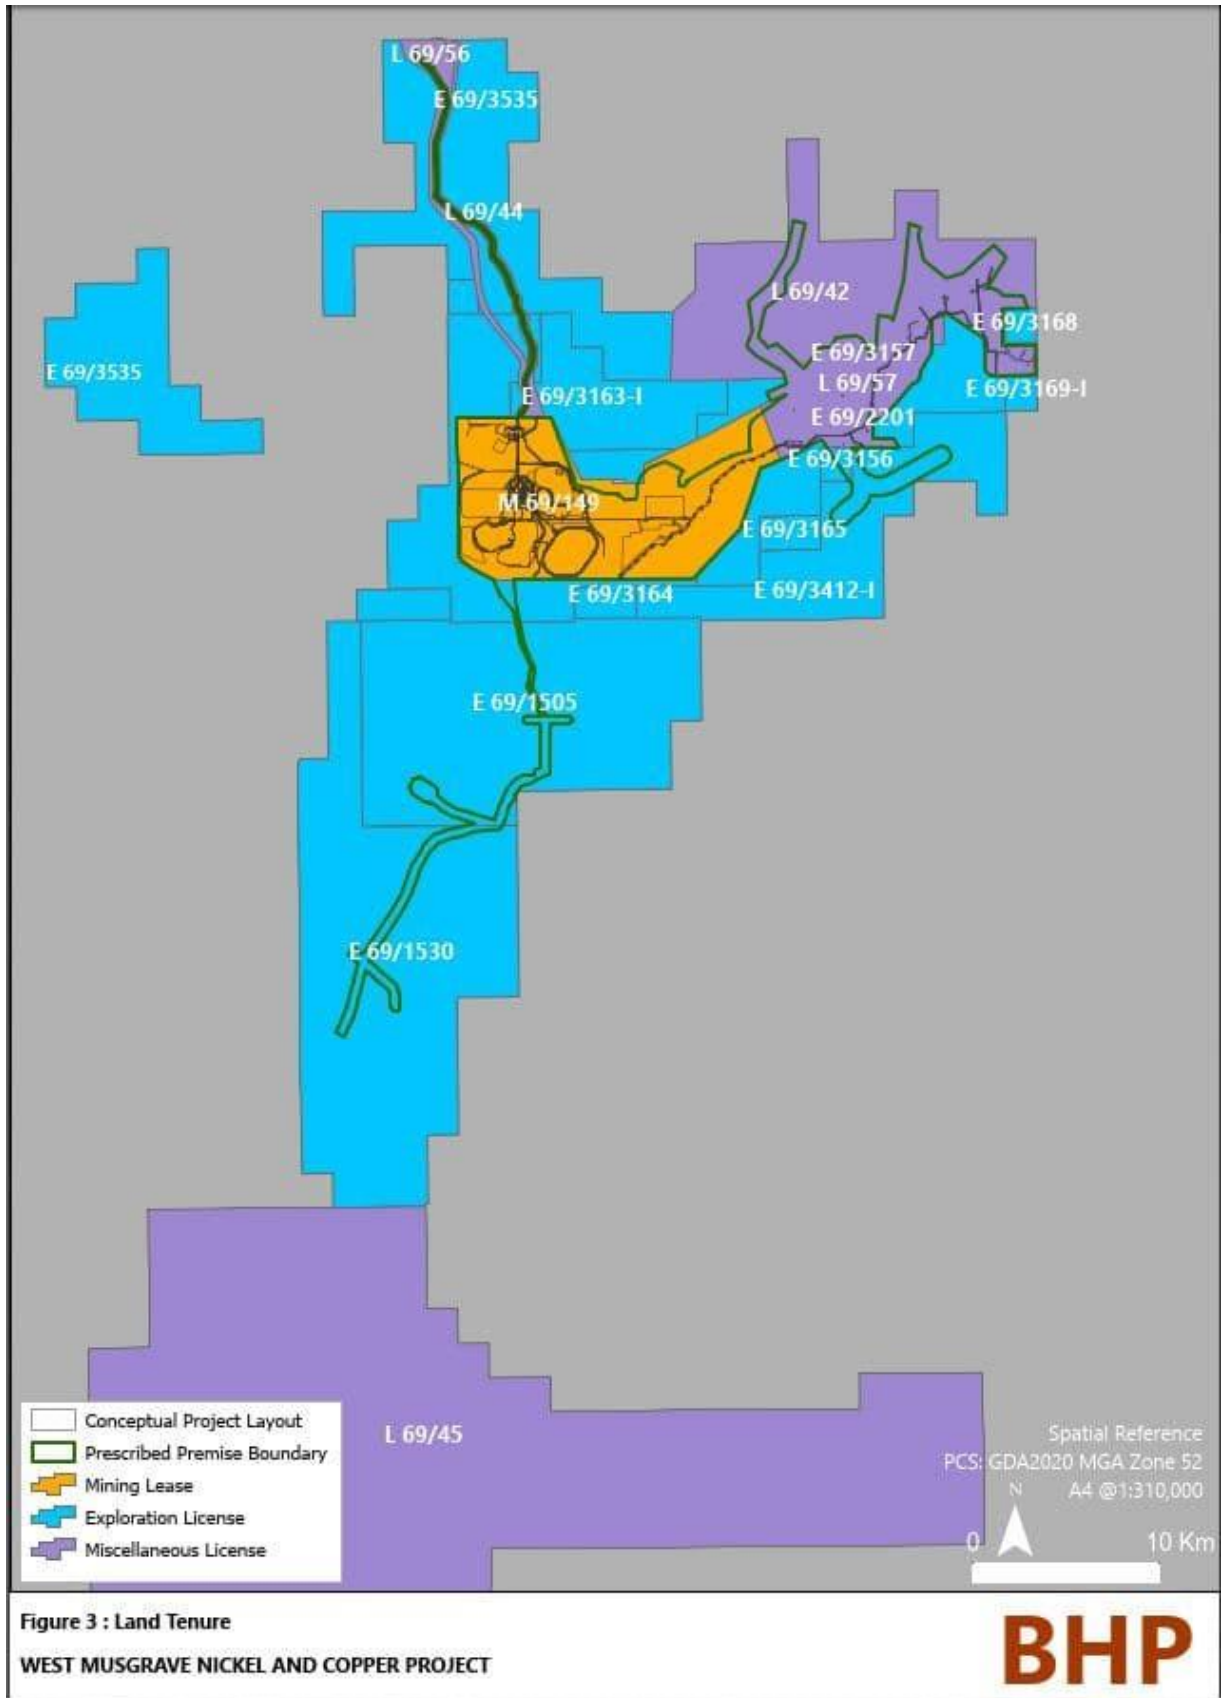 L 69/56
E 69/3535
L 69/44
L 69/42
E 69/3168
E 69/3535
E 69/3157
L 69/57
E 69/3169-I
E 69/3163-I
E 69/2201
E 69/3156
M 69/149
E 69/3165
E 69/3164
E 69/3412-I
E 69/1505
E 69/1530
L 69/45
Conceptual Project Layout
Prescribed Premise Boundary
Mining Lease
Exploration License
Miscellaneous License
Spatial Reference
PCS: GDA2020 MGA Zone 52
N A4 @1:310,000
0 10 Km
Figure 3 : Land Tenure
WEST MUSGRAVE NICKEL AND COPPER PROJECT
BHP